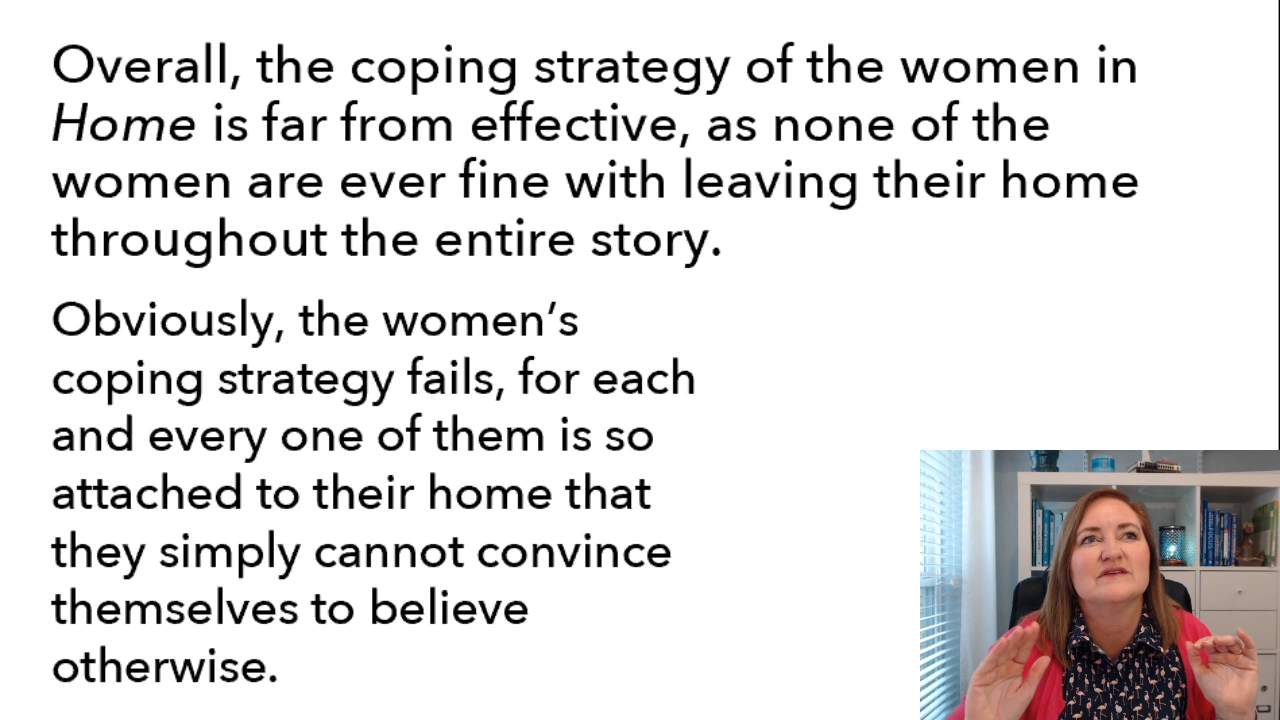 Overall, the coping strategy of the women in
Home is far from effective, as none of the
women are ever fine with leaving their home
throughout the entire story.
Obviously, the women’s
coping strategy fails, for each
and every one of them is so
attached to their home that
they simply cannot convince
themselves to believe
otherwise.